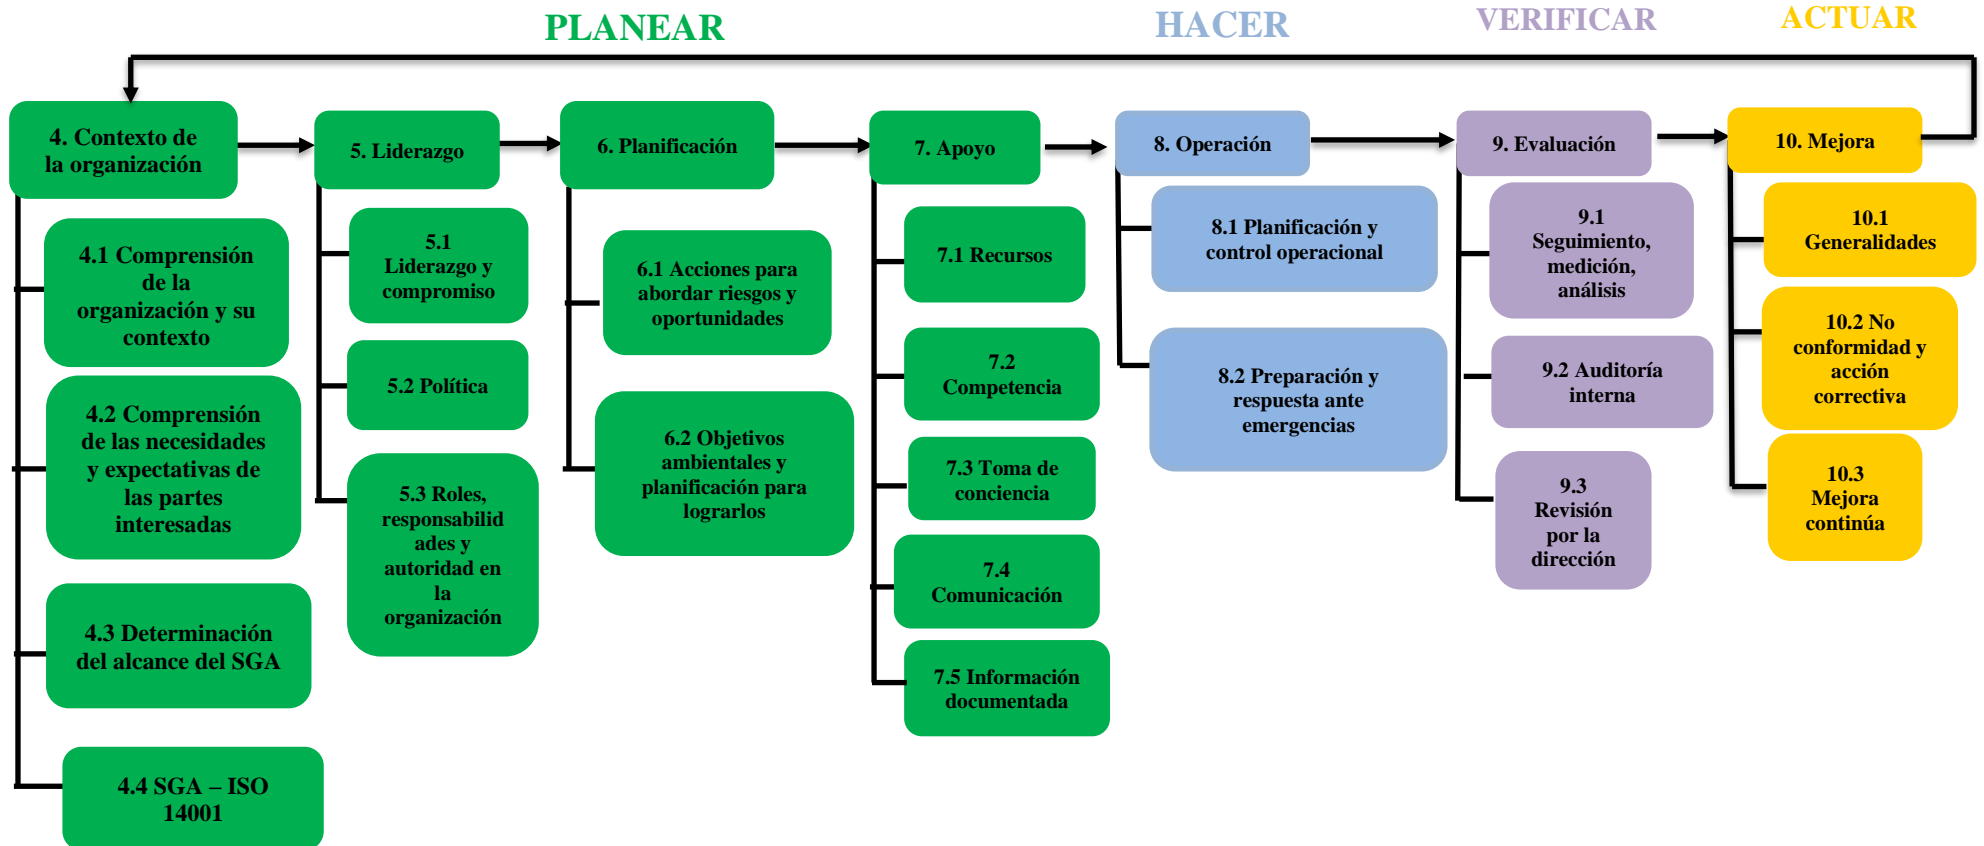 PLANEAR
HACER
VERIFICAR
ACTUAR
4. Contexto de
la organización
5. Liderazgo
6. Planificación
7. Apoyo
8. Operación
9. Evaluación
10. Mejora
4.1 Comprensión
de la
organización y su
contexto
4.2 Comprensión
de las necesidades
y expectativas de
las partes
interesadas
4.3 Determinación
del alcance del SGA
4.4 SGA – ISO
14001
5.1
Liderazgo y
compromiso
5.2 Política
5.3 Roles,
responsabilid
ades y
autoridad en
la
organización
6.1 Acciones para
abordar riesgos y
oportunidades
6.2 Objetivos
ambientales y
planificación para
lograrlos
7.1 Recursos
7.2
Competencia
7.3 Toma de
conciencia
7.4
Comunicación
7.5 Información
documentada
8.1 Planificación y
control operacional
8.2 Preparación y
respuesta ante
emergencias
9.1
Seguimiento,
medición,
análisis
9.2 Auditoría
interna
9.3
Revisión
por la
dirección
10.1
Generalidades
10.2 No
conformidad y
acción
correctiva
10.3
Mejora
continúa